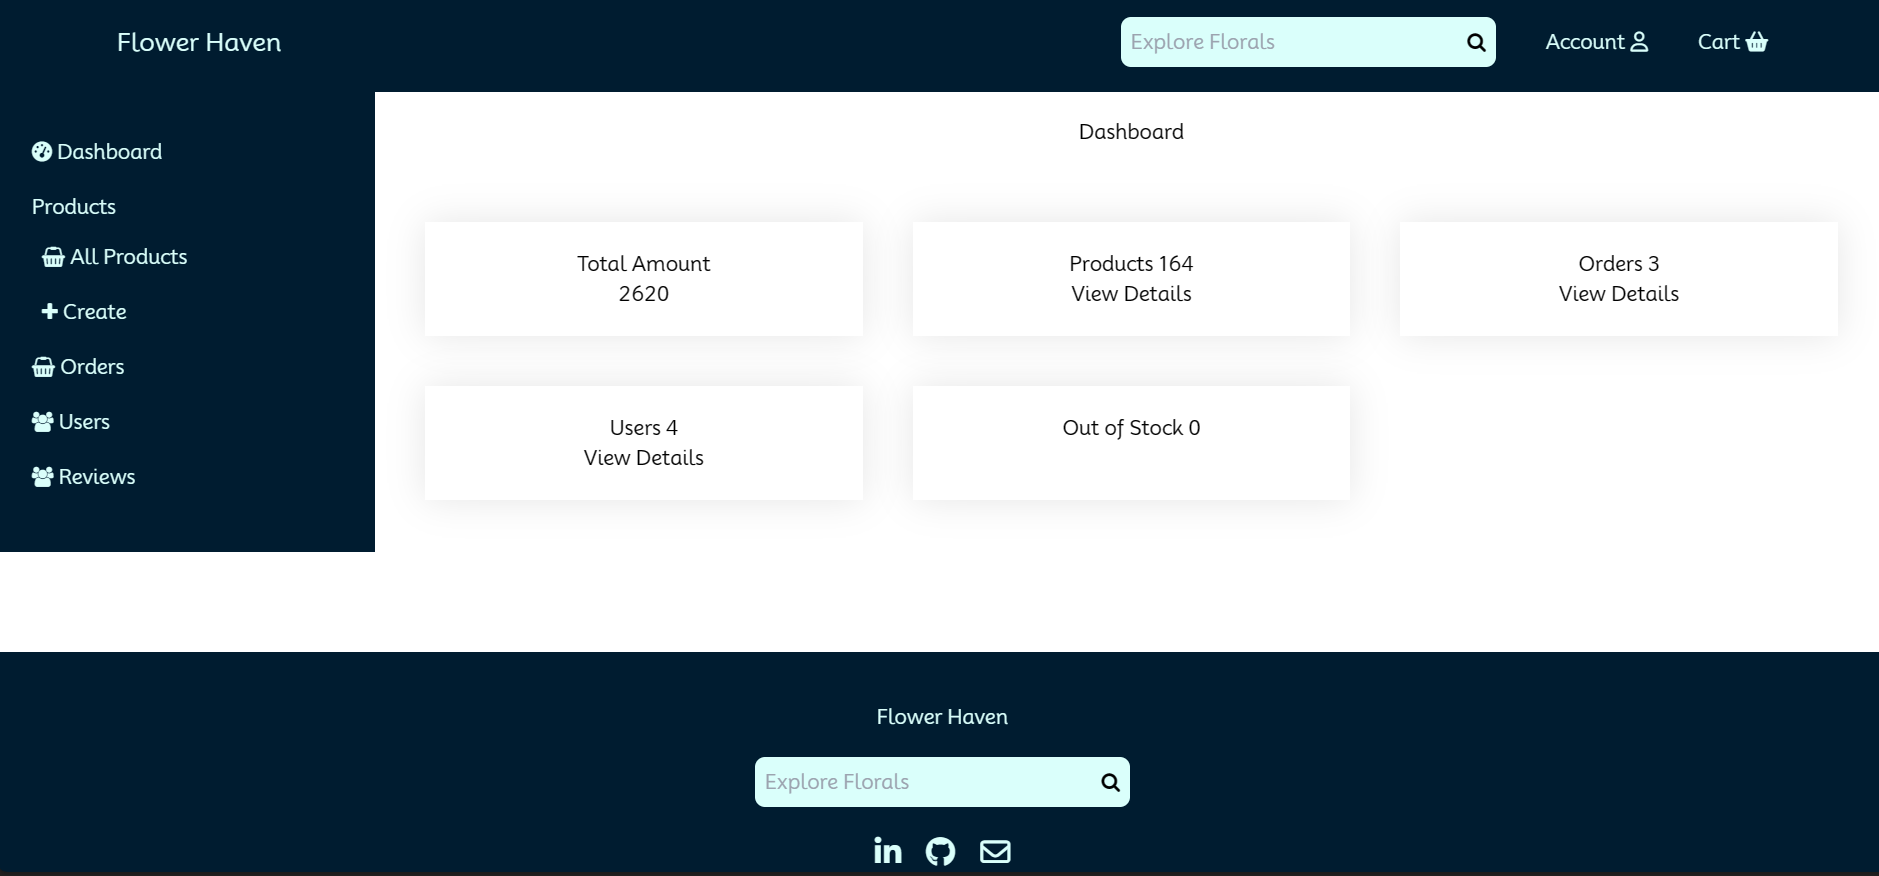 Flower Haven
Explore Florals
Account
Cart
Dashboard
Products
All Products
Create
Orders
Users
Reviews
Dashboard
Total Amount
2620
Products 164
View Details
Orders 3
View Details
Users 4
View Details
Out of Stock 0
Flower Haven
Explore Florals
in